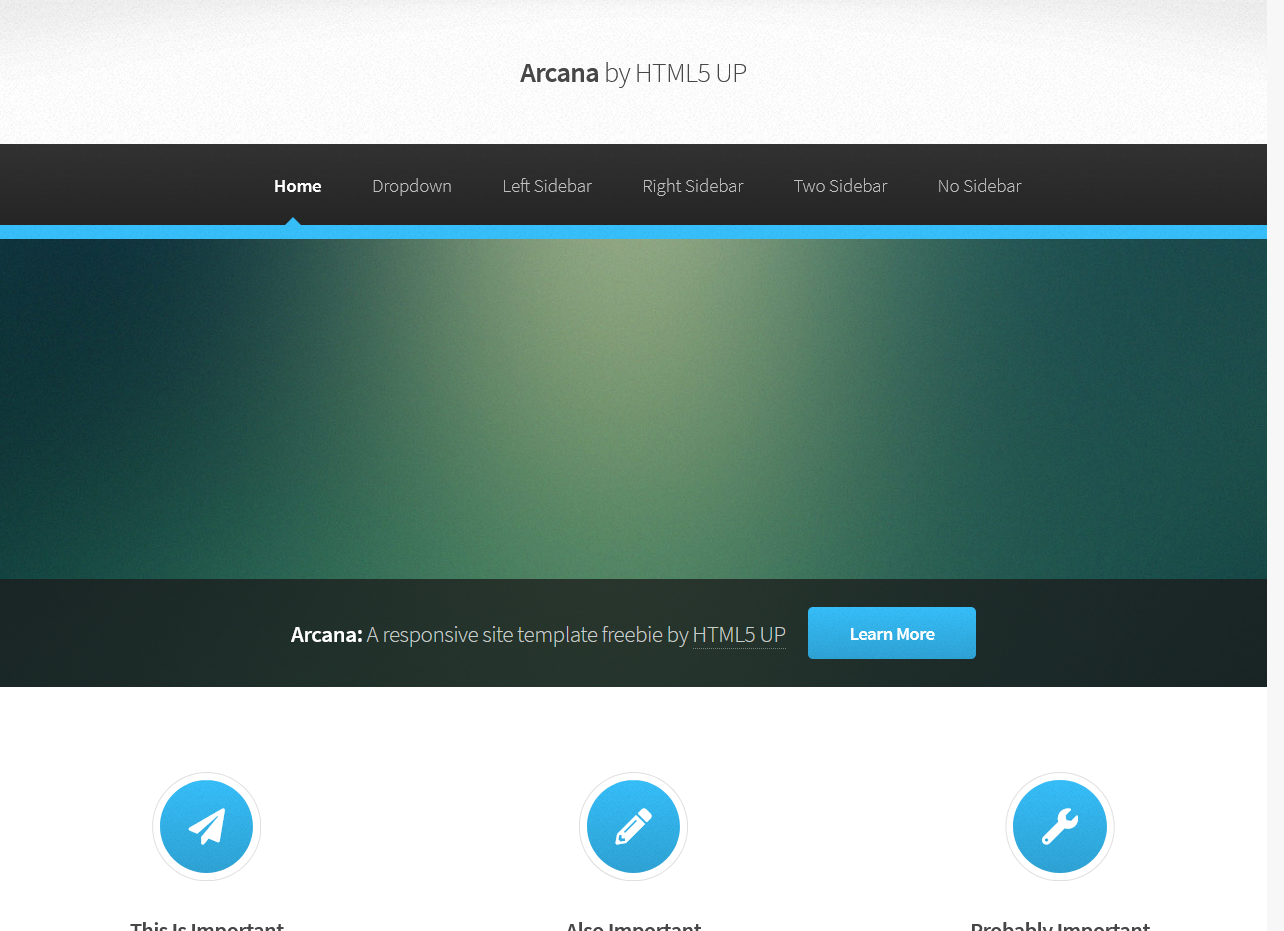 Arcana by HTML5 UP
Home Dropdown Left Sidebar Right Sidebar Two Sidebar No Sidebar
Arcana: A responsive site template freebie by HTML5 UP Learn More
This Is Important Also Important Probably Important